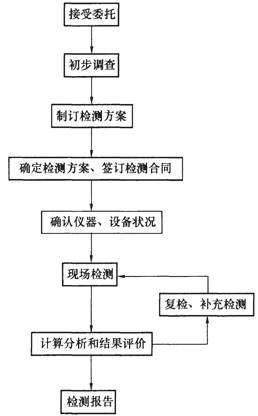 接受委托
初步调查
制订检测方案
确定检测方案、签订检测合同
确认仪器、设备状况
现场检测
复检、补充检测
计算分析和结果评价
检测报告